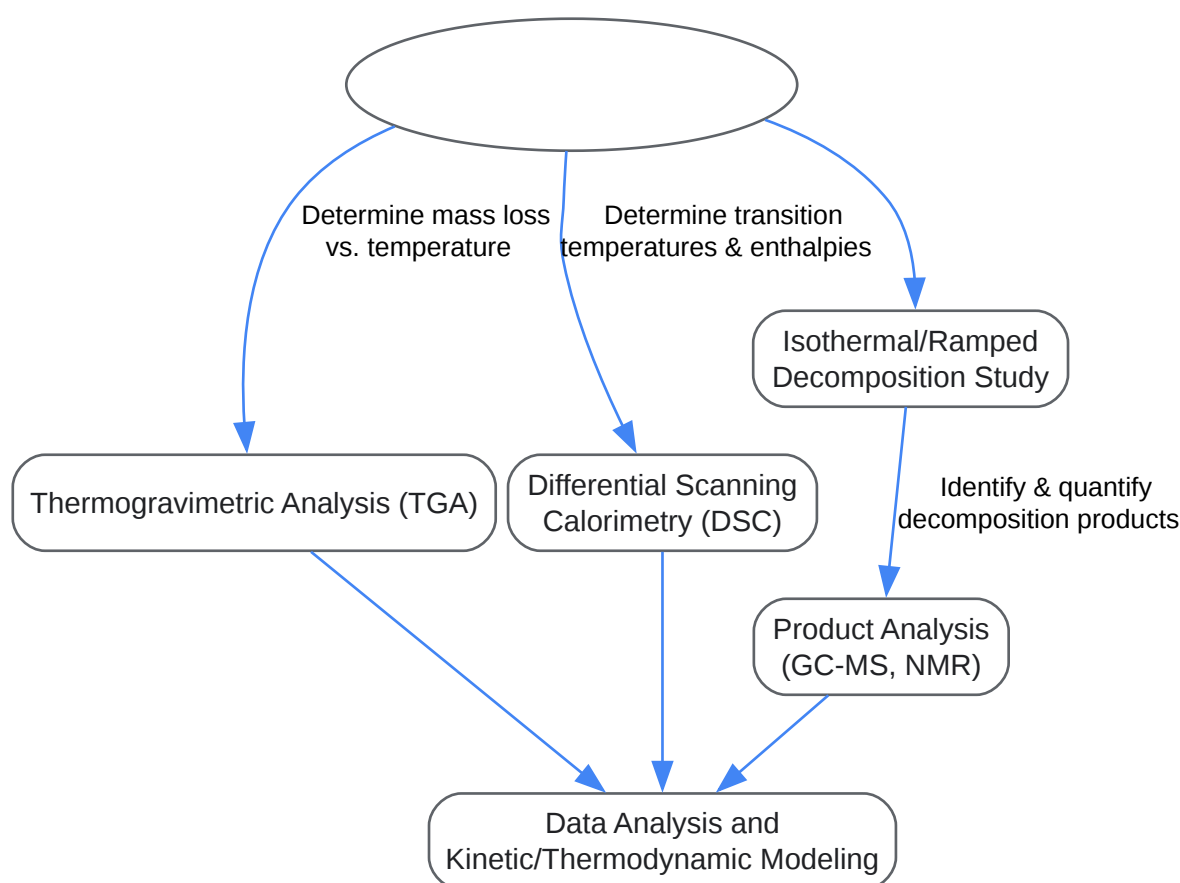 Determine mass loss
vs. temperature
Determine transition
temperatures & enthalpies
Isothermal/Ramped
Decomposition Study
Thermogravimetric Analysis (TGA)
Differential Scanning
Calorimetry (DSC)
Identify & quantify
decomposition products
Product Analysis
(GC-MS, NMR)
Data Analysis and
Kinetic/Thermodynamic Modeling